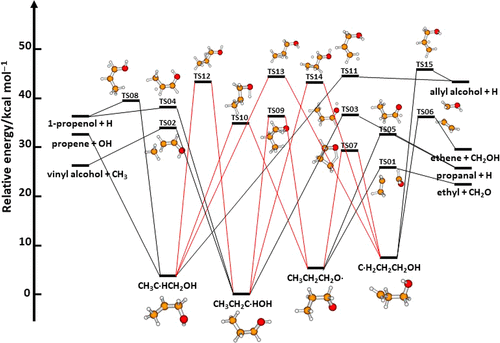 Relative energy/kcal mol⁻¹
50
40
30
20
10
0
TS08
TS04
TS02
TS12
TS10
TS13
TS09
TS14
TS11
TS03
TS07
TS05
TS01
TS15
TS06
1-propenol + H
propene + OH
vinyl alcohol + CH₃
allyl alcohol + H
ethene + CH₂OH
propanal + H
ethyl + CH₂O
CH₃C·HCH₂OH
CH₃CH₂C·HOH
CH₃CH₂CH₂O·
C·H₂CH₂CH₂OH